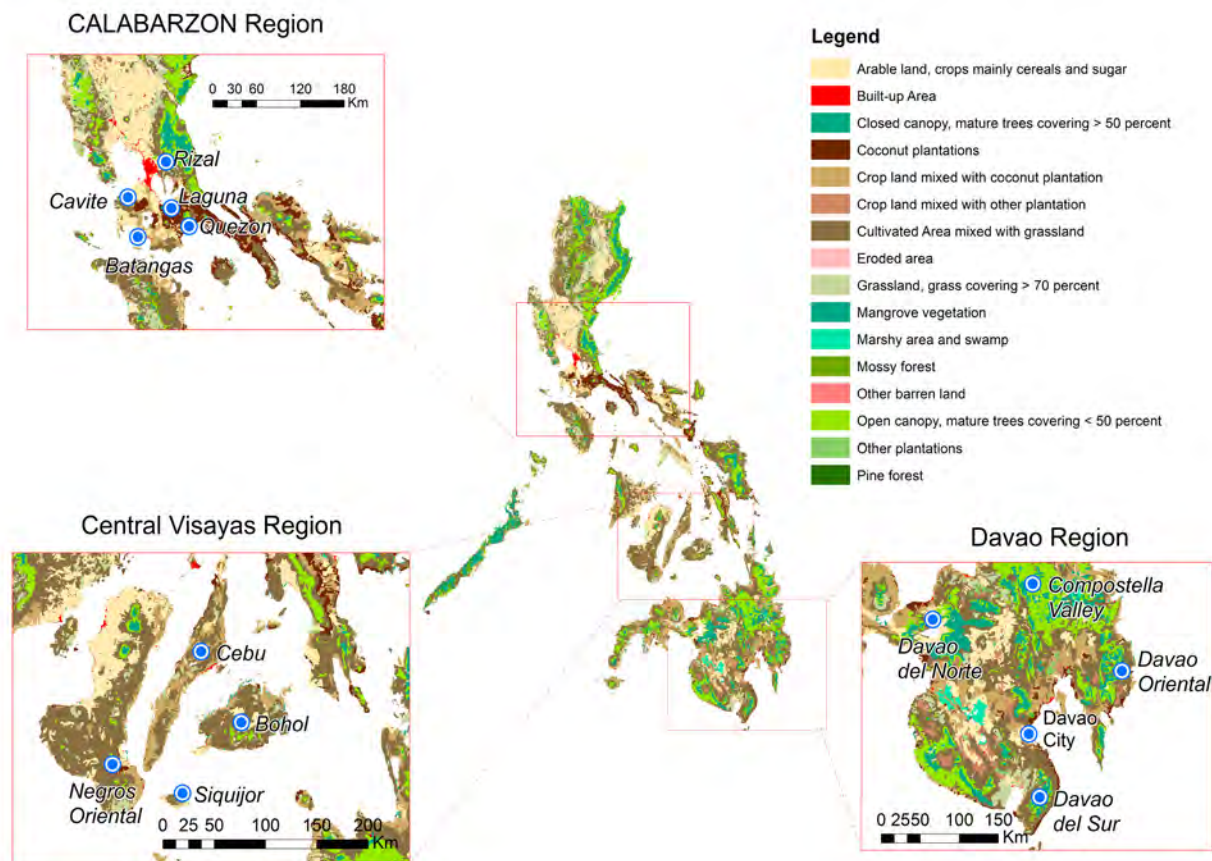 CALABARZON Region
0 30 60 120 180
Km
Rizal
Cavite
Laguna
Quezon
Batangas
Legend
Arable land, crops mainly cereals and sugar
Built-up Area
Closed canopy, mature trees covering > 50 percent
Coconut plantations
Crop land mixed with coconut plantation
Crop land mixed with other plantation
Cultivated Area mixed with grassland
Eroded area
Grassland, grass covering > 70 percent
Mangrove vegetation
Marshy area and swamp
Mossy forest
Other barren land
Open canopy, mature trees covering < 50 percent
Other plantations
Pine forest
Central Visayas Region
Cebu
Bohol
Negros
Oriental
Siquijor
0 25 50 100 150 200
Km
Davao Region
Compostella
Valley
Davao
del Norte
Davao
Oriental
Davao
City
Davao
del Sur
0 2550 100 150
Km